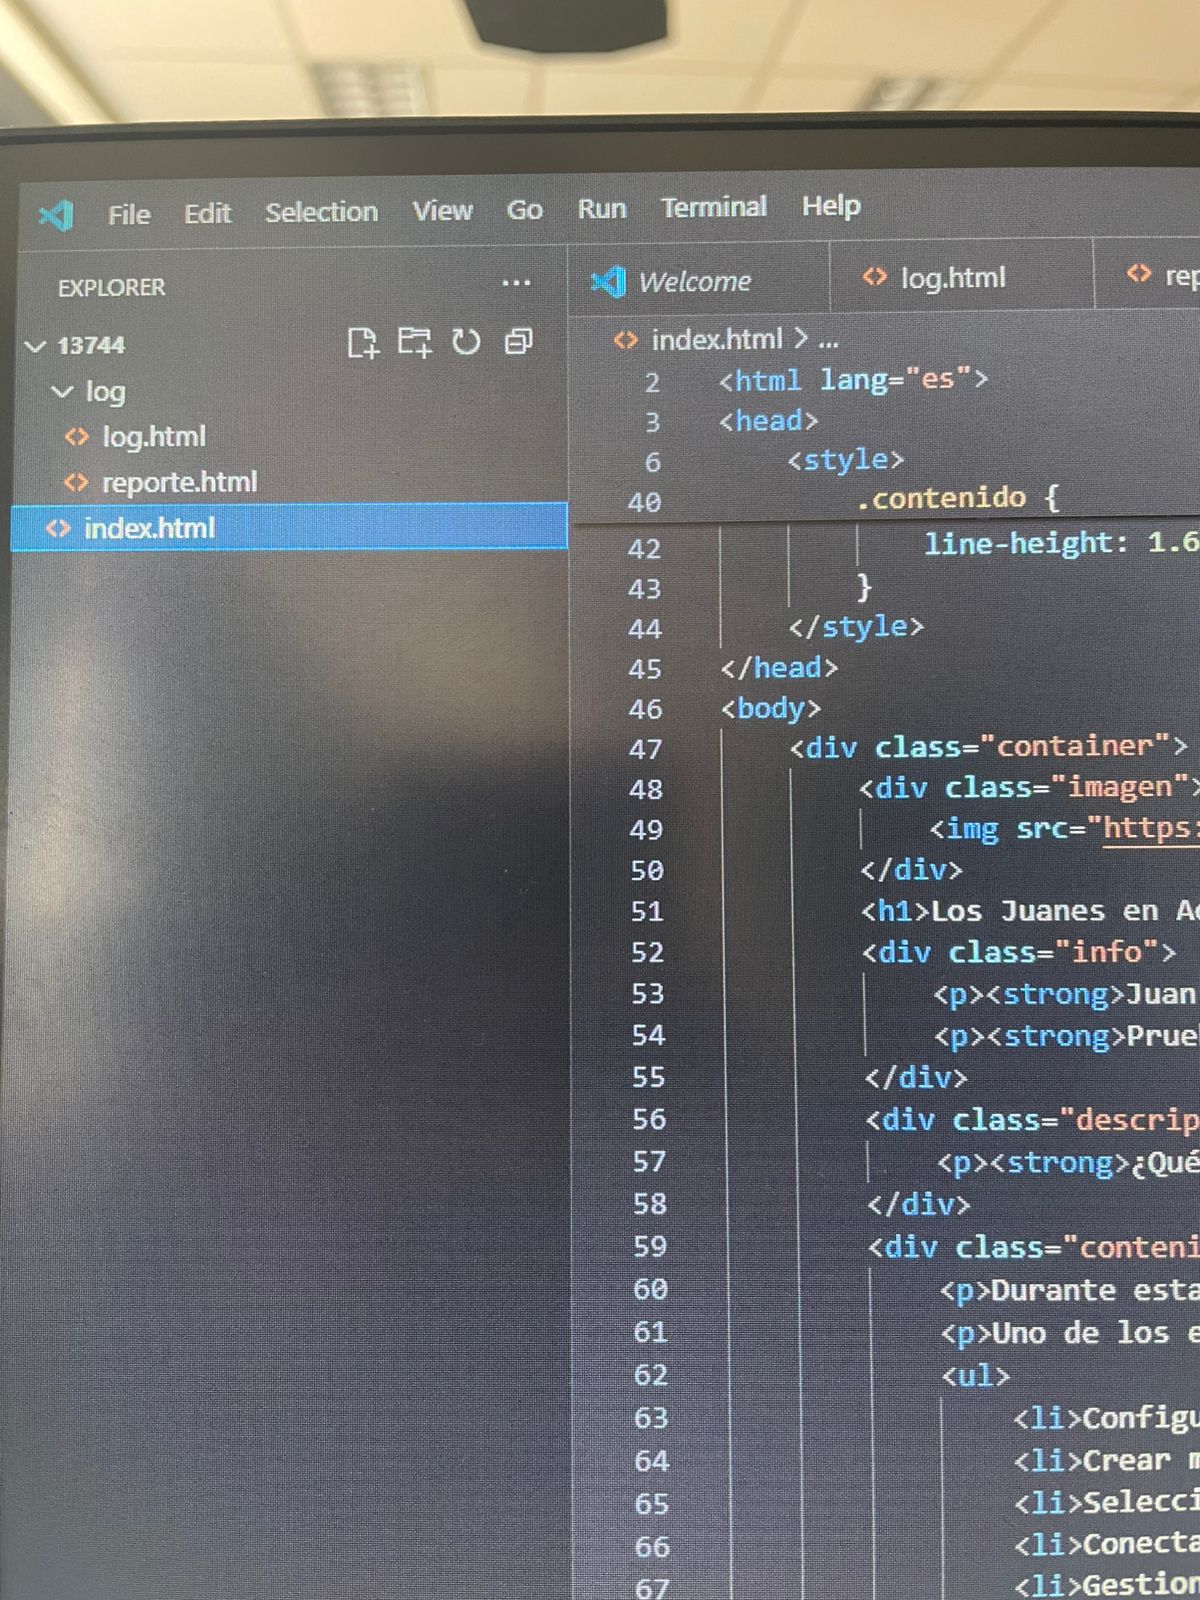 File Edit Selection View Go Run Terminal Help
EXPLORER ...
13744
log
log.html
reporte.html
index.html
Welcome log.html rep
index.html > ...
2 <html lang="es">
3 <head>
6 <style>
40 .contenido {
42 line-height: 1.6
43 }
44 </style>
45 </head>
46 <body>
47 <div class="container">
48 <div class="imagen">
49 <img src="https:
50 </div>
51 <h1>Los Juanes en Ac
52 <div class="info">
53 <p><strong>Juan
54 <p><strong>Prue
55 </div>
56 <div class="descrip
57 <p><strong>¿Qué
58 </div>
59 <div class="conteni
60 <p>Durante esta
61 <p>Uno de los e
62 <ul>
63 <li>Configu
64 <li>Crear m
65 <li>Selecci
66 <li>Conecta
67 <li>Gestion